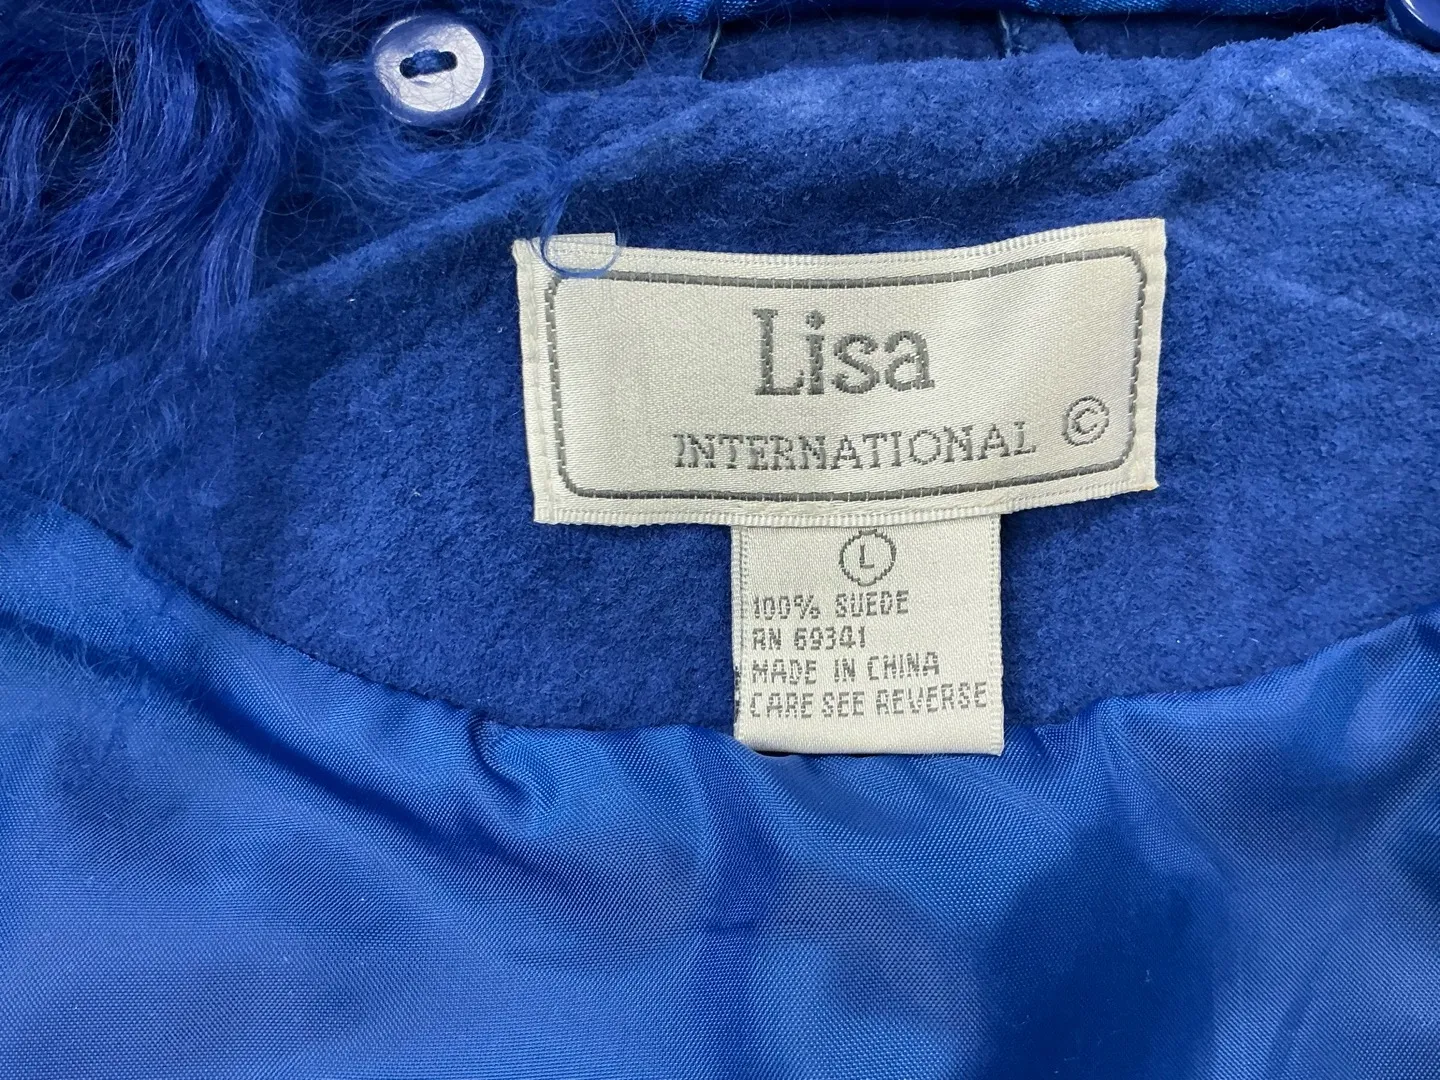 Lisa
INTERNATIONAL ©
L
100% SUEDE
RN 69341
MADE IN CHINA
CARE SEE REVERSE